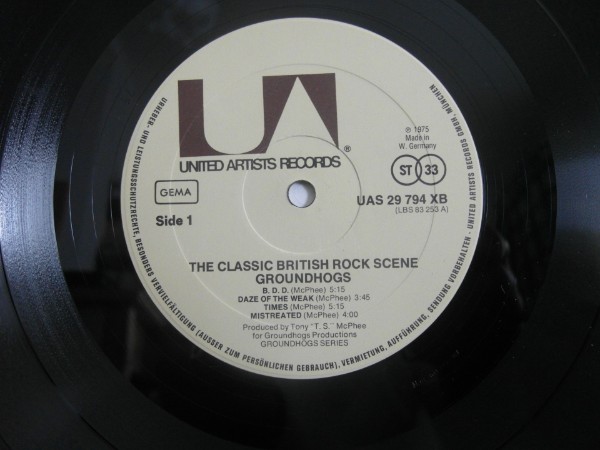 UA
®
UNITED ARTISTS RECORDS
℗ 1975
Made in
W. Germany
ST 33
GEMA
UAS 29 794 XB
(LBS 83 253 A)
Side 1
THE CLASSIC BRITISH ROCK SCENE
GROUNDHOGS
B. D. D. (McPhee) 5:15
DAZE OF THE WEAK (McPhee) 3:45
TIMES (McPhee) 5:15
MISTREATED (McPhee) 4:00
Produced by Tony "T. S." McPhee
for Groundhogs Productions
GROUNDHOGS SERIES
URHEBER- UND LEISTUNGSSCHUTZRECHTE, BESONDERS VERVIELFÄLTIGUNG (AUSSER ZUM PERSÖNLICHEN GEBRAUCH), VERMIETUNG, AUFFÜHRUNG, SENDUNG VORBEHALTEN - UNITED ARTISTS RECORDS GMBH, MÜNCHEN